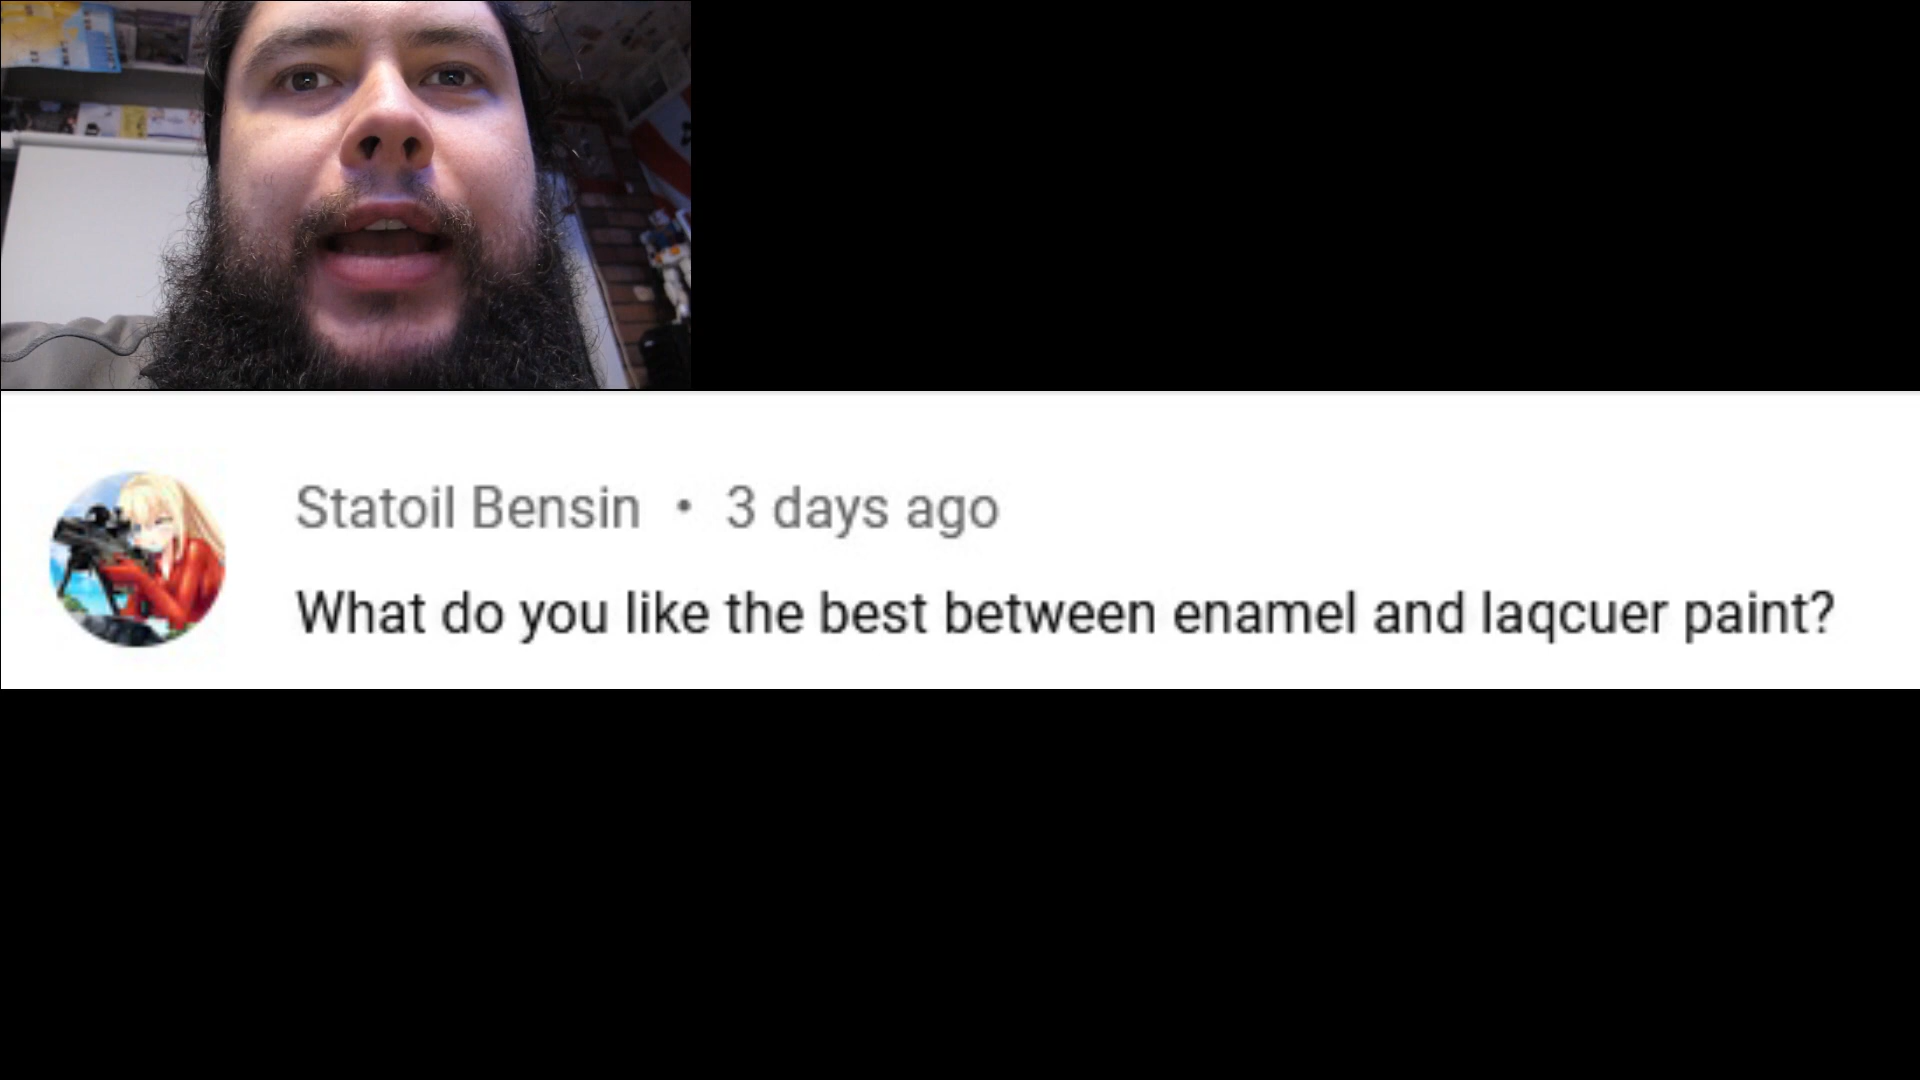 Statoil Bensin • 3 days ago
What do you like the best between enamel and laqcuer paint?